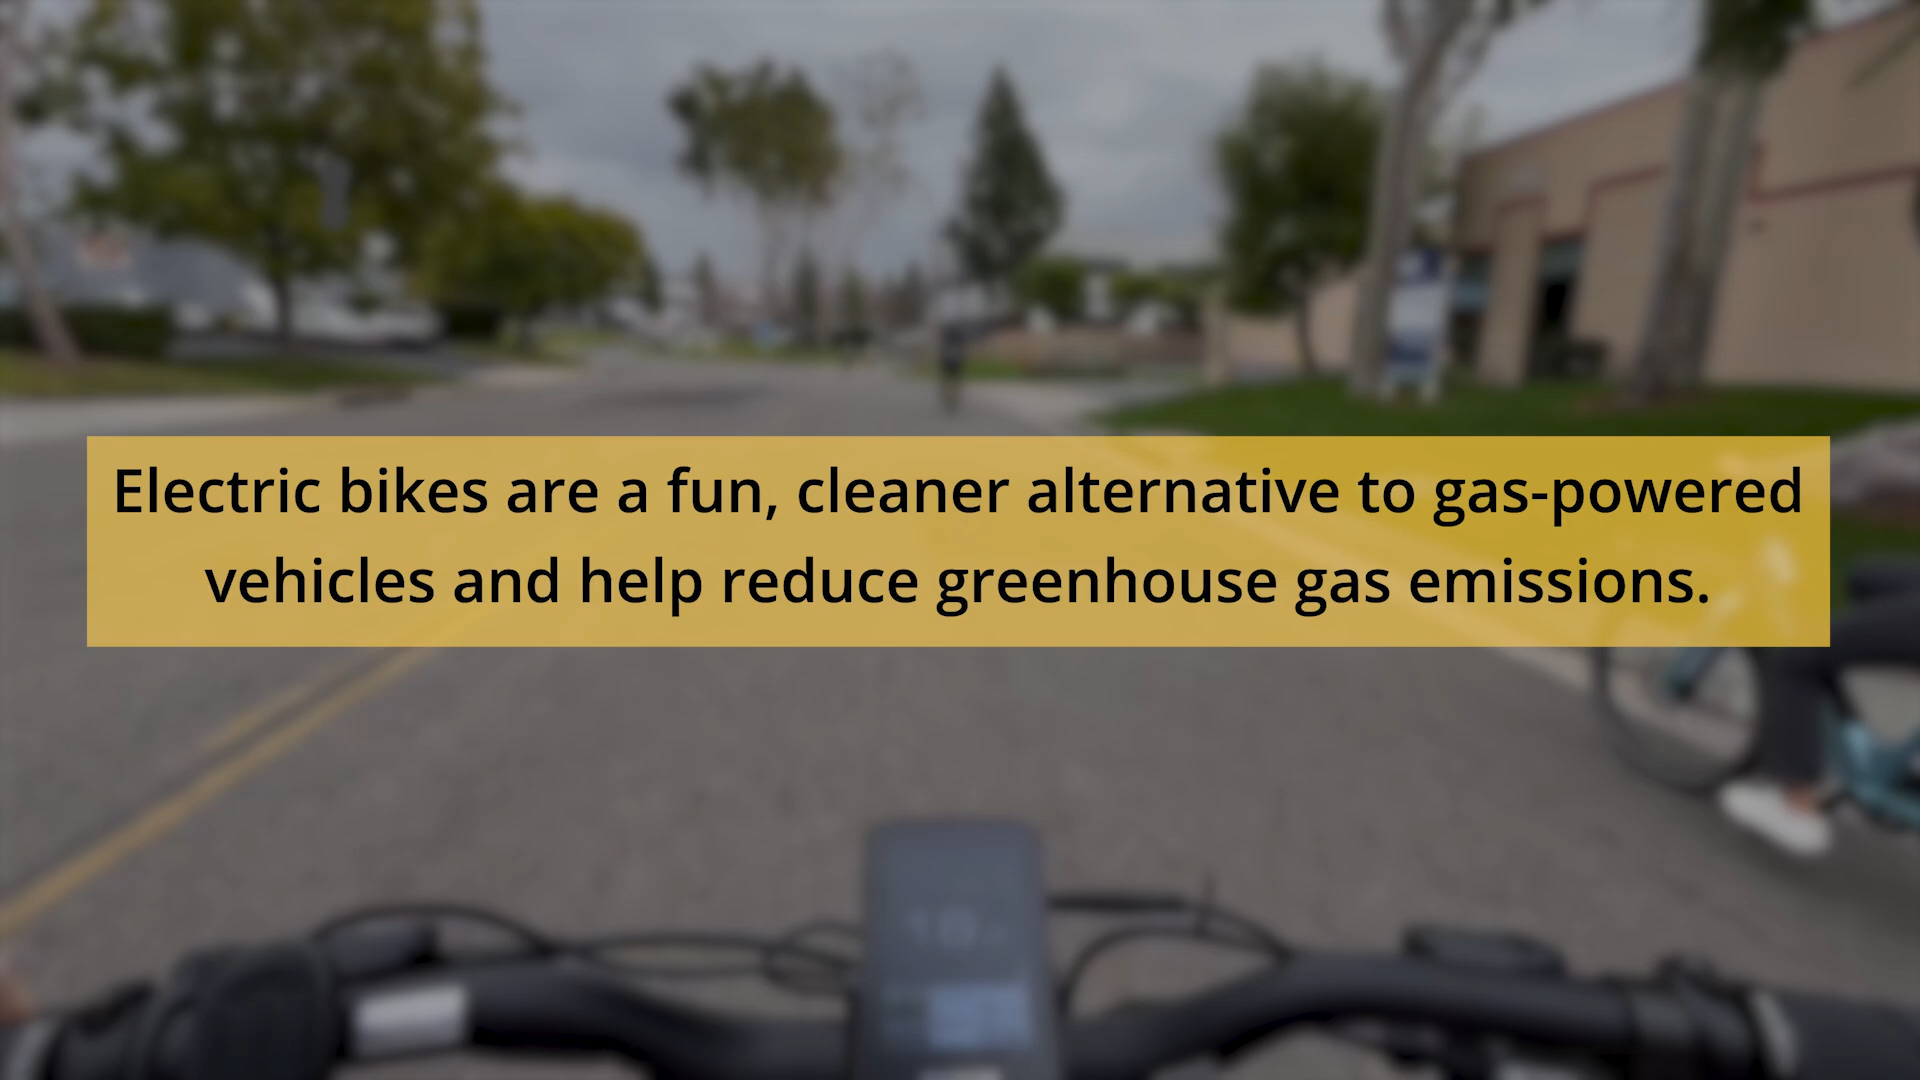 Electric bikes are a fun, cleaner alternative to gas-powered
vehicles and help reduce greenhouse gas emissions.